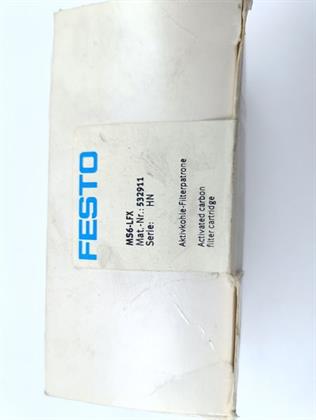 FESTO
MS6-LFX
Mat.-Nr.: 532911
Serie: HN
Aktivkohle-Filterpatrone
Activated carbon
filter cartridge